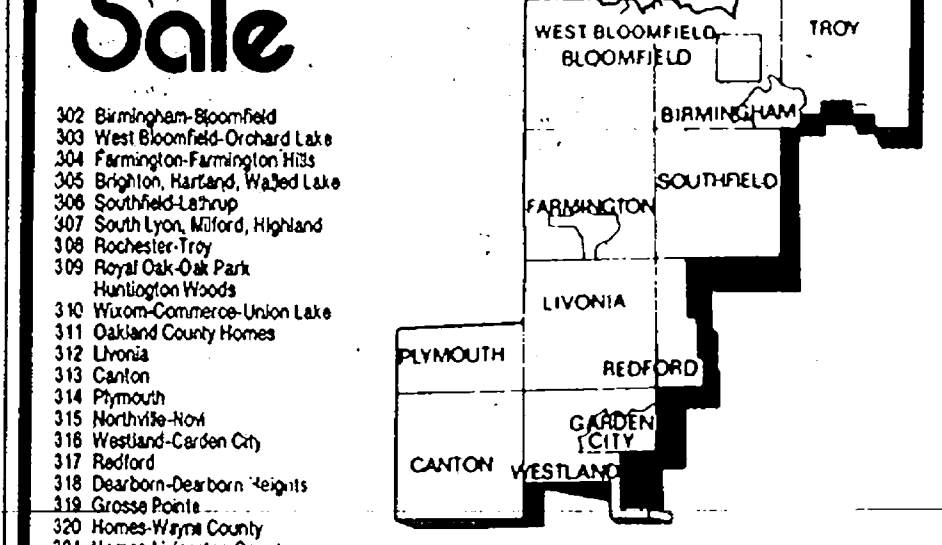 Sale
302 Birmingham-Bloomfield
303 West Bloomfield-Orchard Lake
304 Farmington-Farmington Hills
305 Brighton, Hartland, Walled Lake
306 Southfield-Lathrup
307 South Lyon, Milford, Highland
308 Rochester-Troy
309 Royal Oak-Oak Park
Huntington Woods
310 Wixom-Commerce-Union Lake
311 Oakland County Homes
312 Livonia
313 Canton
314 Plymouth
315 Northville-Novi
316 Westland-Garden City
317 Redford
318 Dearborn-Dearborn Heights
319 Grosse Pointe
320 Homes-Wayne County
WEST BLOOMFIELD
BLOOMFIELD
TROY
BIRMINGHAM
SOUTHFIELD
FARMINGTON
LIVONIA
PLYMOUTH
REDFORD
GARDEN
CITY
CANTON
WESTLAND